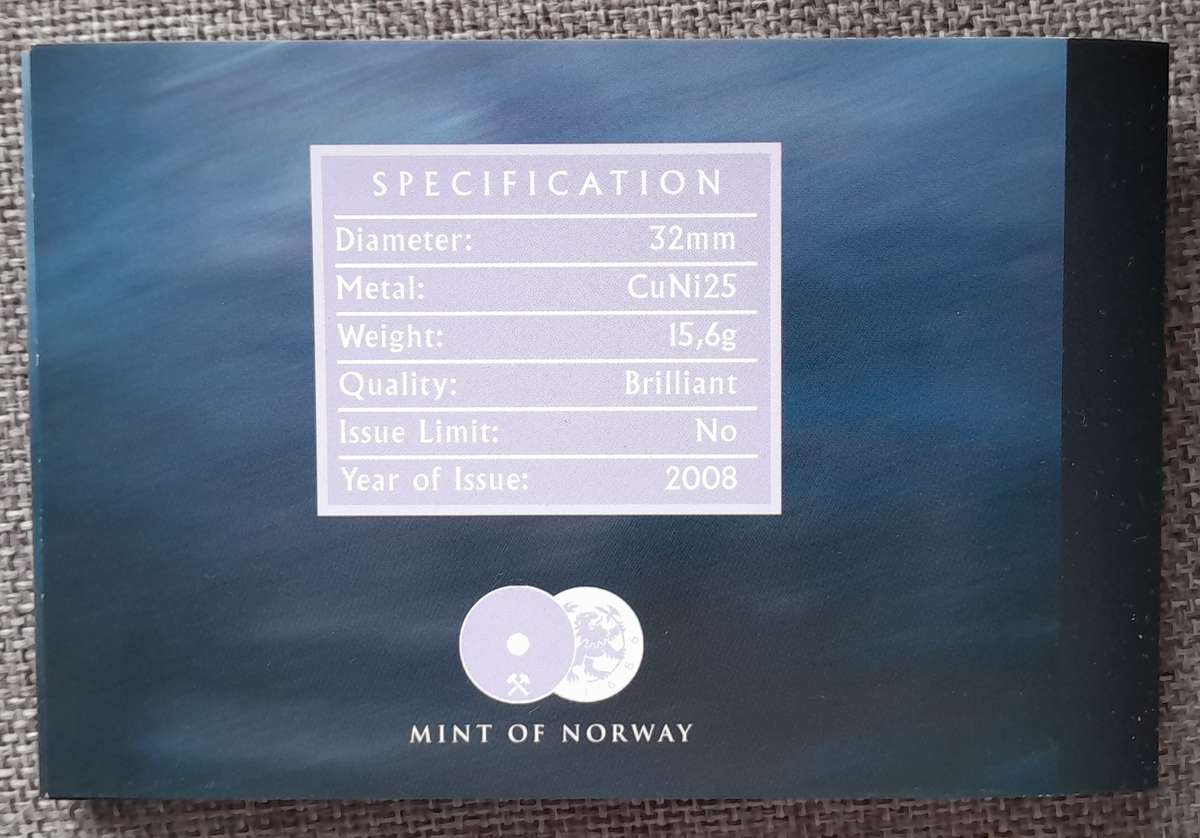 SPECIFICATION
Diameter: 32mm
Metal: CuNi25
Weight: 15,6g
Quality: Brilliant
Issue Limit: No
Year of Issue: 2008
MINT OF NORWAY